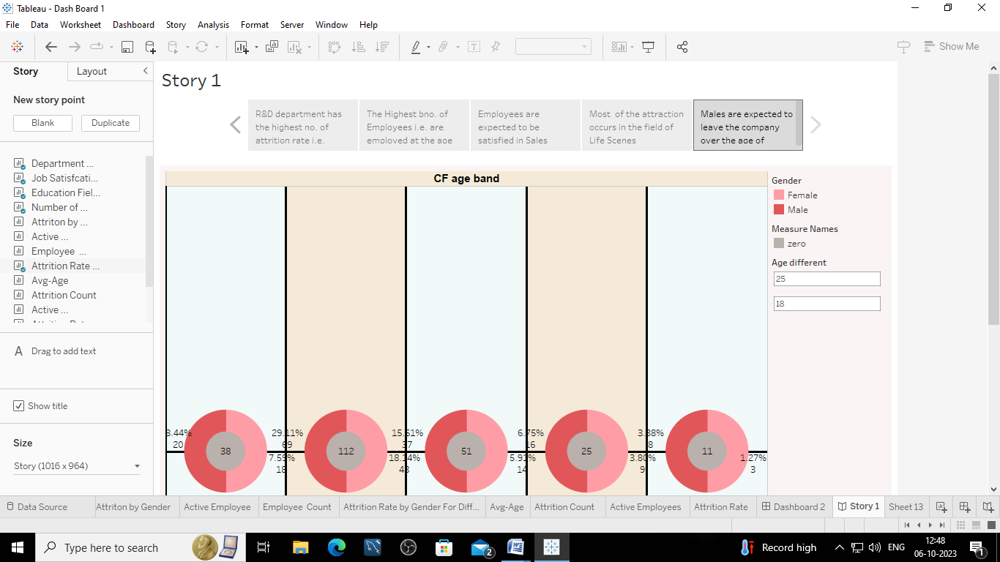 Tableau - Dash Board 1
File Data Worksheet Dashboard Story Analysis Format Server Window Help
Show Me
Story Layout
New story point
Blank Duplicate
Department ...
Job Satisfcati...
Education Fiel...
Number of ...
Attriton by ...
Active ...
Employee ...
Attrition Rate ...
Avg-Age
Attrition Count
Active ...
A Drag to add text
Show title
Size
Story (1016 x 964)
Story 1
R&D department has
the highest no. of
attrition rate i.e.
The Highest bno. of
Employees i.e. are
employed at the age
Employees are
expected to be
satisfied in Sales
Most of the attraction
occurs in the field of
Life Scenes
Males are expected to
leave the company
over the age of
CF age band
Gender
Female
Male
Measure Names
zero
Age different
25
18
8.44% 29.11% 15.61% 6.75% 3.38%
20 69 37 16 8
38 112 51 25 11
7.59% 18.14% 5.91% 3.80% 1.27%
18 43 14 9 3
Data Source Attriton by Gender Active Employee Employee Count Attrition Rate by Gender For Diff... Avg-Age Attrition Count Active Employees Attrition Rate Dashboard 2 Story 1 Sheet 13
Type here to search
2
Record high
ENG
12:48
06-10-2023
1